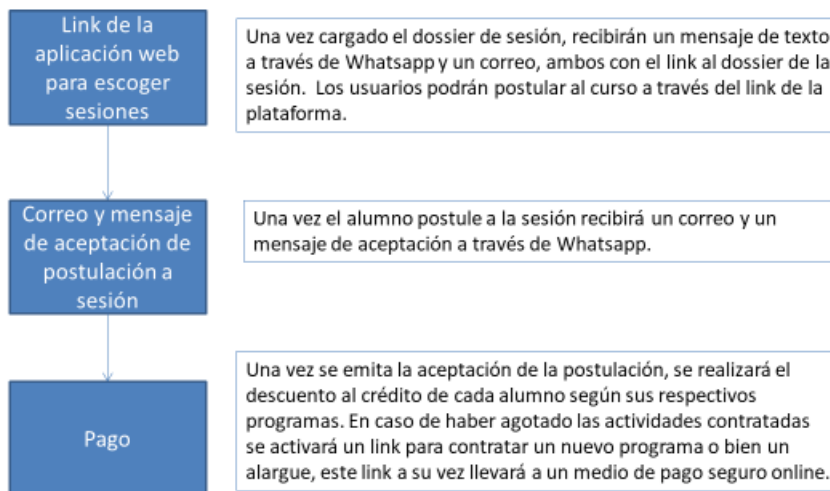 Link de la
aplicación web
para escoger
sesiones
Una vez cargado el dossier de sesión, recibirán un mensaje de texto
a través de Whatsapp y un correo, ambos con el link al dossier de la
sesión. Los usuarios podrán postular al curso a través del link de la
plataforma.
Correo y mensaje
de aceptación de
postulación a
sesión
Una vez el alumno postule a la sesión recibirá un correo y un
mensaje de aceptación a través de Whatsapp.
Pago
Una vez se emita la aceptación de la postulación, se realizará el
descuento al crédito de cada alumno según sus respectivos
programas. En caso de haber agotado las actividades contratadas
se activará un link para contratar un nuevo programa o bien un
alargue, este link a su vez llevará a un medio de pago seguro online.